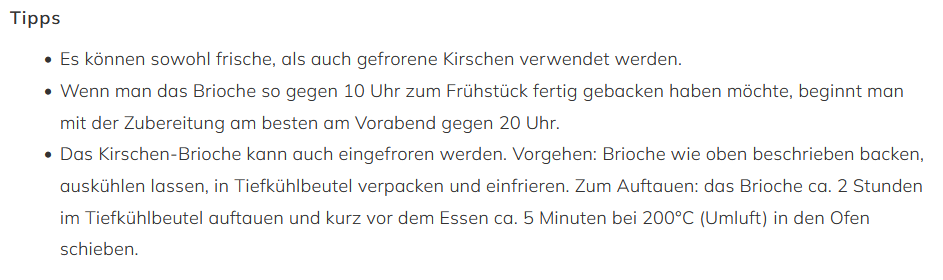 Tipps
• Es können sowohl frische, als auch gefrorene Kirschen verwendet werden.
• Wenn man das Brioche so gegen 10 Uhr zum Frühstück fertig gebacken haben möchte, beginnt man
mit der Zubereitung am besten am Vorabend gegen 20 Uhr.
• Das Kirschen-Brioche kann auch eingefroren werden. Vorgehen: Brioche wie oben beschrieben backen,
auskühlen lassen, in Tiefkühlbeutel verpacken und einfrieren. Zum Auftauen: das Brioche ca. 2 Stunden
im Tiefkühlbeutel auftauen und kurz vor dem Essen ca. 5 Minuten bei 200°C (Umluft) in den Ofen
schieben.